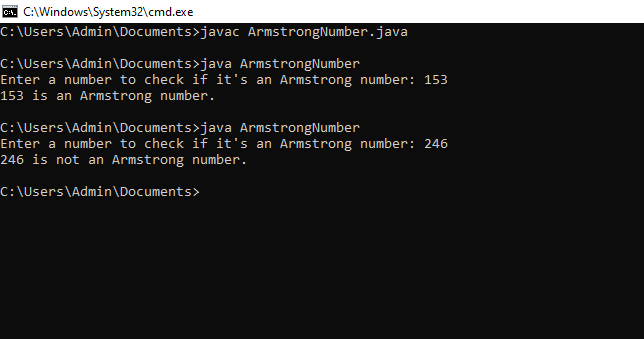 C:\Windows\System32\cmd.exe
C:\Users\Admin\Documents>javac ArmstrongNumber.java
C:\Users\Admin\Documents>java ArmstrongNumber
Enter a number to check if it's an Armstrong number: 153
153 is an Armstrong number.
C:\Users\Admin\Documents>java ArmstrongNumber
Enter a number to check if it's an Armstrong number: 246
246 is not an Armstrong number.
C:\Users\Admin\Documents>